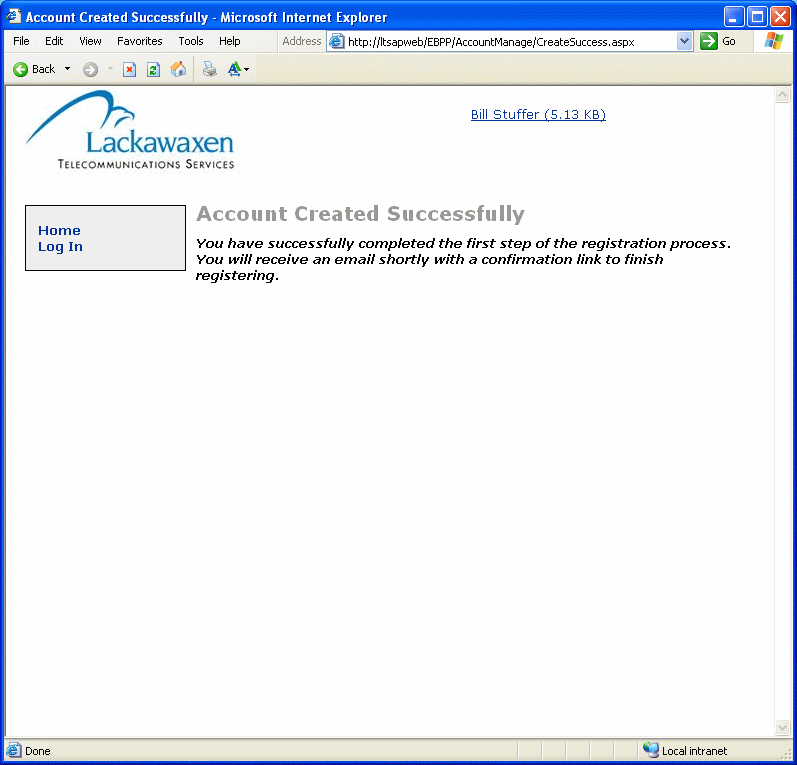 Account Created Successfully - Microsoft Internet Explorer
File Edit View Favorites Tools Help Address http://ltsapweb/EBPP/AccountManage/CreateSuccess.aspx Go
Back
Lackawaxen
TELECOMMUNICATIONS SERVICES
Bill Stuffer (5.13 KB)
Home
Log In
Account Created Successfully
You have successfully completed the first step of the registration process.
You will receive an email shortly with a confirmation link to finish
registering.
Done Local intranet